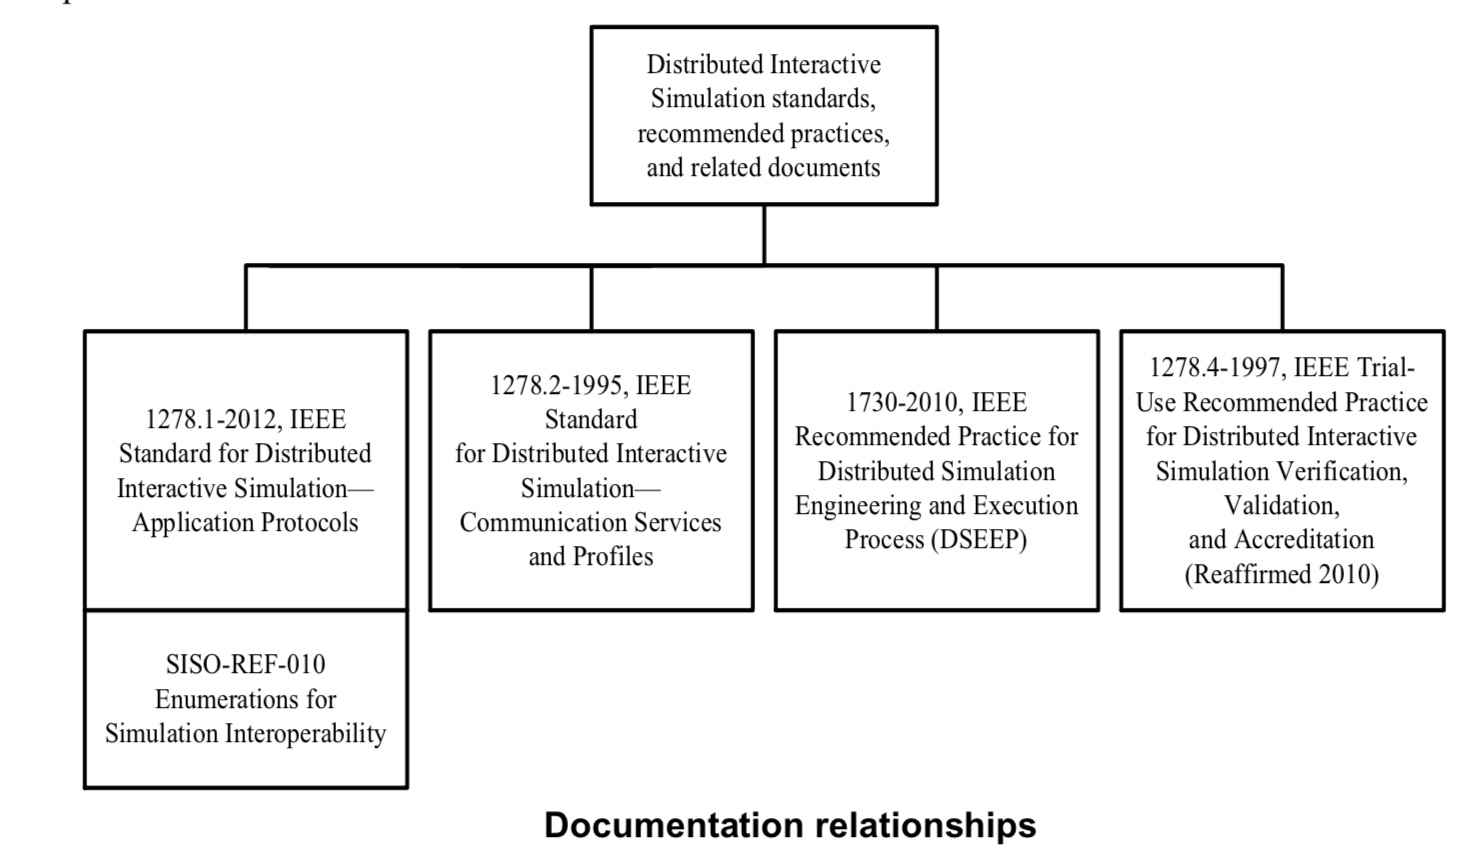 Distributed Interactive
Simulation standards,
recommended practices,
and related documents
1278.1-2012, IEEE
Standard for Distributed
Interactive Simulation—
Application Protocols
1278.2-1995, IEEE
Standard
for Distributed Interactive
Simulation—
Communication Services
and Profiles
1730-2010, IEEE
Recommended Practice for
Distributed Simulation
Engineering and Execution
Process (DSEEP)
1278.4-1997, IEEE Trial-
Use Recommended Practice
for Distributed Interactive
Simulation Verification,
Validation,
and Accreditation
(Reaffirmed 2010)
SISO-REF-010
Enumerations for
Simulation Interoperability
Documentation relationships